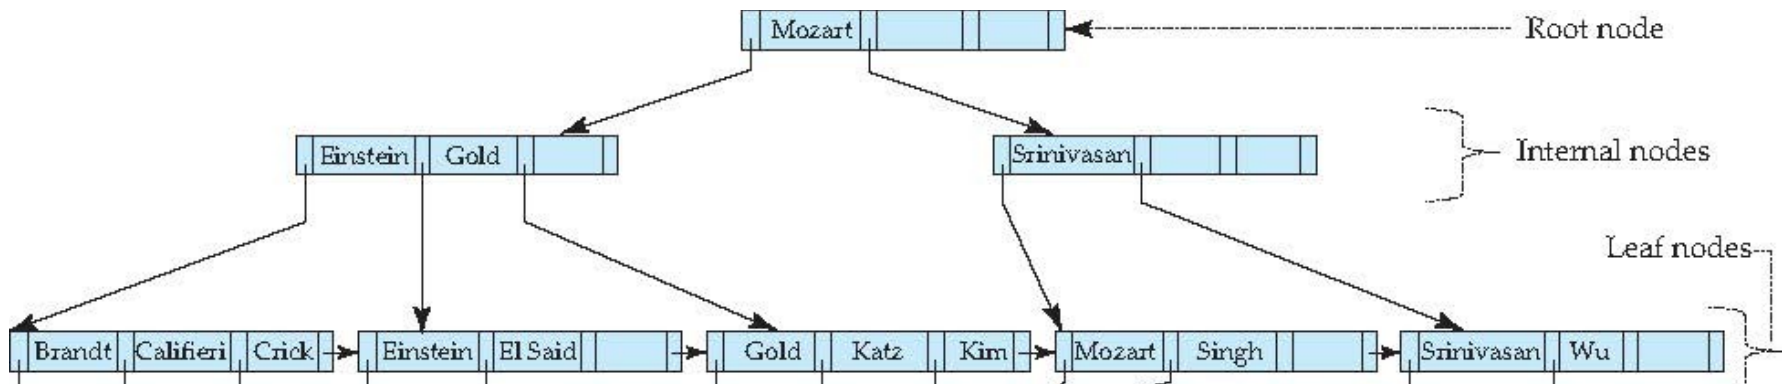 Mozart Root node
Einstein Gold Srinivasan Internal nodes
Leaf nodes
Brandt Califieri Crick Einstein El Said Gold Katz Kim Mozart Singh Srinivasan Wu